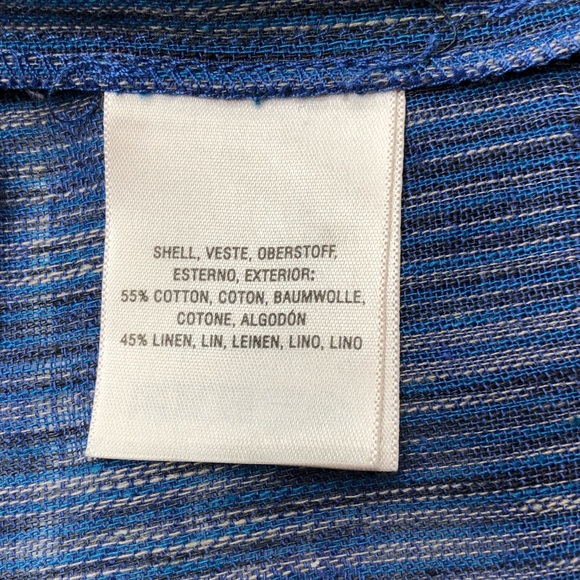 SHELL, VESTE, OBERSTOFF,
ESTERNO, EXTERIOR:
55% COTTON, COTON, BAUMWOLLE,
COTONE, ALGODÓN
45% LINEN, LIN, LEINEN, LINO, LINO